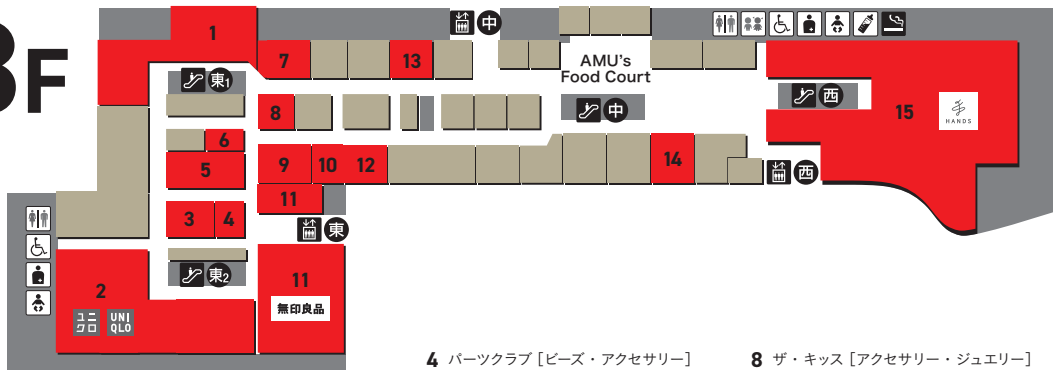 3F
1
中
7
13
AMU's
Food Court
東1
中
西
15
HANDS
8
6
5
9
10
12
14
西
11
3
4
東
東2
2
ユニ
クロ
UNI
QLO
11
無印良品
4 パーツクラブ［ビーズ・アクセサリー］
8 ザ・キッス［アクセサリー・ジュエリー］